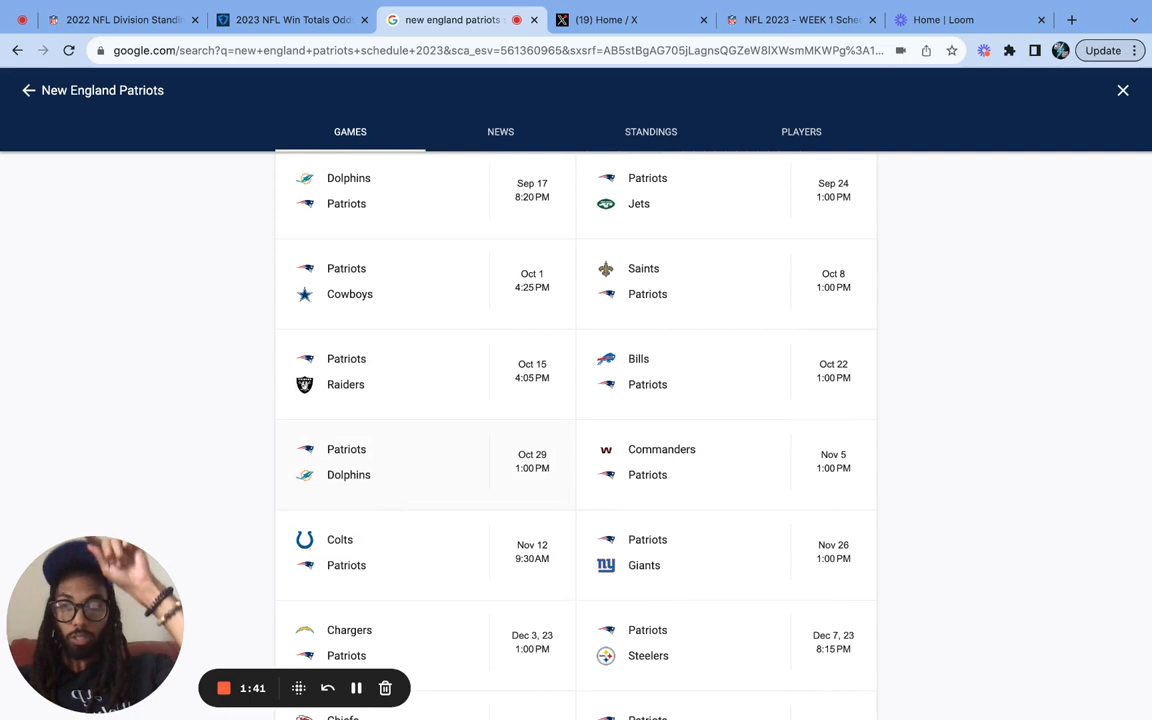 2022 NFL Division Standin
2023 NFL Win Totals Odd
new england patriots
(19) Home / X
NFL 2023 - WEEK 1 Sche
Home | Loom
google.com/search?q=new+england+patriots+schedule+2023&sca_esv=561360965&sxsrf=AB5stBgAG705jLagnsQGZeW8IXWsmMKWPg%3A1...
Update
New England Patriots
GAMES
NEWS
STANDINGS
PLAYERS
Dolphins
Patriots
Sep 17
8:20 PM
Patriots
Jets
Sep 24
1:00 PM
Patriots
Cowboys
Oct 1
4:25 PM
Saints
Patriots
Oct 8
1:00 PM
Patriots
Raiders
Oct 15
4:05 PM
Bills
Patriots
Oct 22
1:00 PM
Patriots
Dolphins
Oct 29
1:00 PM
Commanders
Patriots
Nov 5
1:00 PM
Colts
Patriots
Nov 12
9:30 AM
Patriots
ny
Giants
Nov 26
1:00 PM
Chargers
Patriots
Dec 3, 23
1:00 PM
Patriots
Steelers
Dec 7, 23
8:15 PM
Chiefs
Patriots
1:41